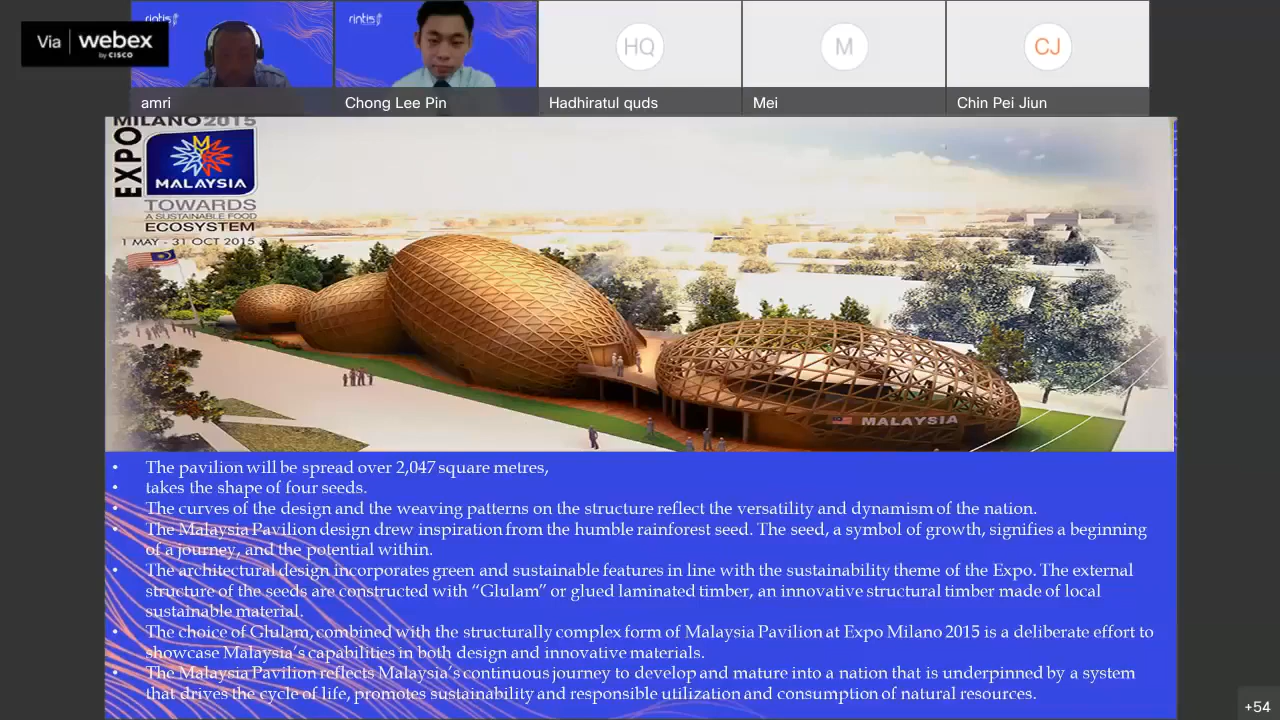 Via webex
by CISCO
rintis
rintis
HQ
M
CJ
amri
Chong Lee Pin
Hadhiratul quds
Mei
Chin Pei Jiun
EXPO
MILANO 2015
MALAYSIA
TOWARDS
A SUSTAINABLE FOOD
ECOSYSTEM
1 MAY - 31 OCT 2015
MALAYSIA
• The pavilion will be spread over 2,047 square metres,
• takes the shape of four seeds.
• The curves of the design and the weaving patterns on the structure reflect the versatility and dynamism of the nation.
• The Malaysia Pavilion design drew inspiration from the humble rainforest seed. The seed, a symbol of growth, signifies a beginning
of a journey, and the potential within.
• The architectural design incorporates green and sustainable features in line with the sustainability theme of the Expo. The external
structure of the seeds are constructed with “Glulam” or glued laminated timber, an innovative structural timber made of local
sustainable material.
• The choice of Glulam, combined with the structurally complex form of Malaysia Pavilion at Expo Milano 2015 is a deliberate effort to
showcase Malaysia’s capabilities in both design and innovative materials.
• The Malaysia Pavilion reflects Malaysia’s continuous journey to develop and mature into a nation that is underpinned by a system
that drives the cycle of life, promotes sustainability and responsible utilization and consumption of natural resources.
+54